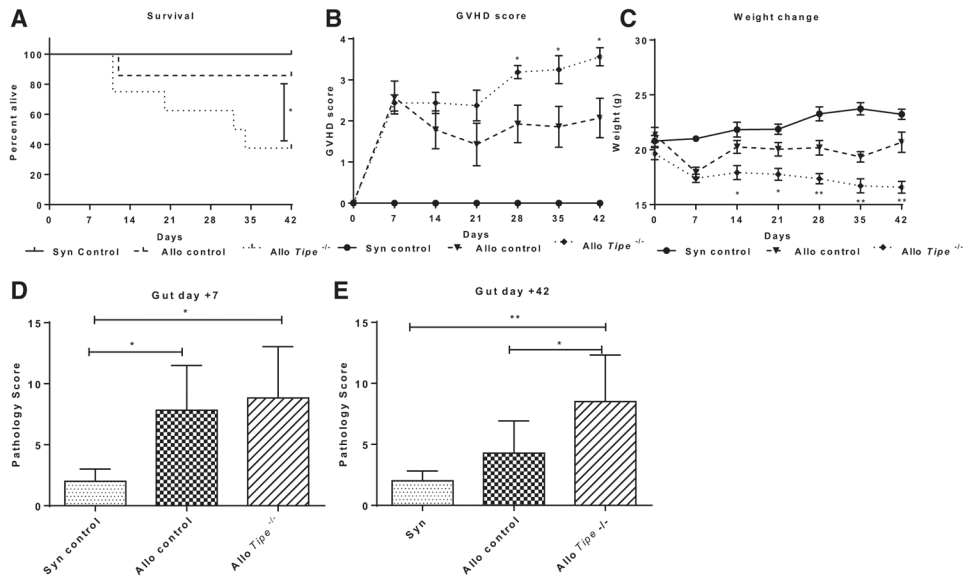 A
Survival
Percent alive
100
80
60
40
20
0
0 7 14 21 28 35 42
Days
*
Syn Control
Allo control
Allo Tipe -/-
B
GVHD score
GVHD score
4
3
2
1
0
0 7 14 21 28 35 42
Days
* * *
Syn control
Allo control
Allo Tipe -/-
C
Weight change
Weight (g)
30
25
20
15
0 7 14 21 28 35 42
Days
* * ** ** **
Syn control
Allo control
Allo Tipe -/-
D
Gut day +7
Pathology Score
15
10
5
0
*
*
Syn control
Allo control
Allo Tipe -/-
E
Gut day +42
Pathology Score
15
10
5
0
**
*
Syn
Allo control
Allo Tipe -/-